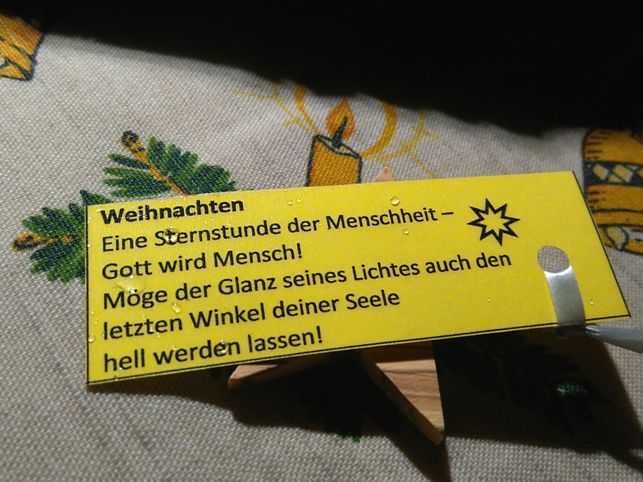 Weihnachten
Eine Sternstunde der Menschheit –
Gott wird Mensch!
Möge der Glanz seines Lichtes auch den
letzten Winkel deiner Seele
hell werden lassen!